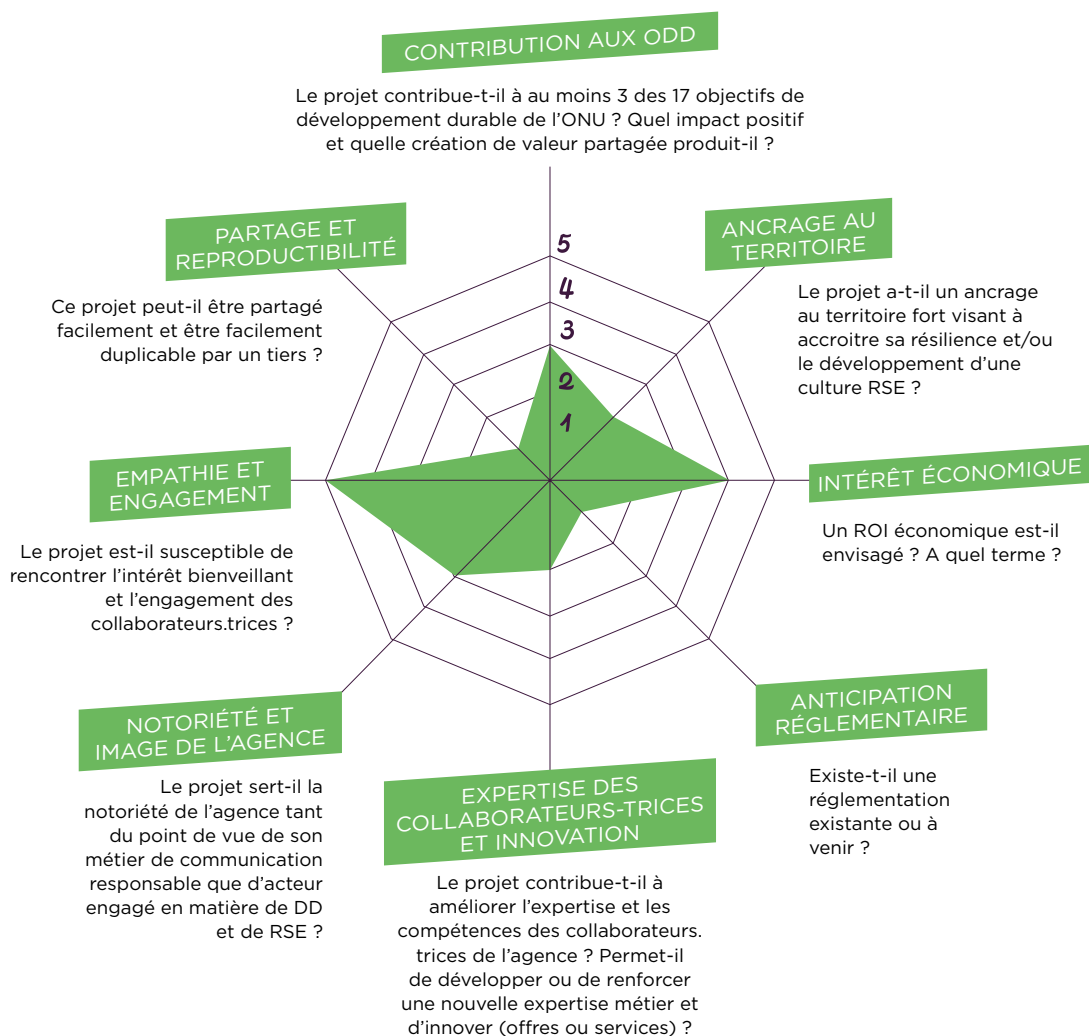 CONTRIBUTION AUX ODD
Le projet contribue-t-il à au moins 3 des 17 objectifs de
développement durable de l'ONU ? Quel impact positif
et quelle création de valeur partagée produit-il ?
PARTAGE ET
REPRODUCTIBILITÉ
Ce projet peut-il être partagé
facilement et être facilement
duplicable par un tiers ?
ANCRAGE AU
TERRITOIRE
Le projet a-t-il un ancrage
au territoire fort visant à
accroitre sa résilience et/ou
le développement d'une
culture RSE ?
5
4
3
2
1
EMPATHIE ET
ENGAGEMENT
Le projet est-il susceptible de
rencontrer l'intérêt bienveillant
et l'engagement des
collaborateurs.trices ?
INTÉRÊT ÉCONOMIQUE
Un ROI économique est-il
envisagé ? A quel terme ?
NOTORIÉTÉ ET
IMAGE DE L'AGENCE
Le projet sert-il la
notoriété de l'agence tant
du point de vue de son
métier de communication
responsable que d'acteur
engagé en matière de DD
et de RSE ?
EXPERTISE DES
COLLABORATEURS-TRICES
ET INNOVATION
Le projet contribue-t-il à
améliorer l'expertise et les
compétences des collaborateurs.
trices de l'agence ? Permet-il
de développer ou de renforcer
une nouvelle expertise métier et
d'innover (offres ou services) ?
ANTICIPATION
RÉGLEMENTAIRE
Existe-t-il une
réglementation
existante ou à
venir ?